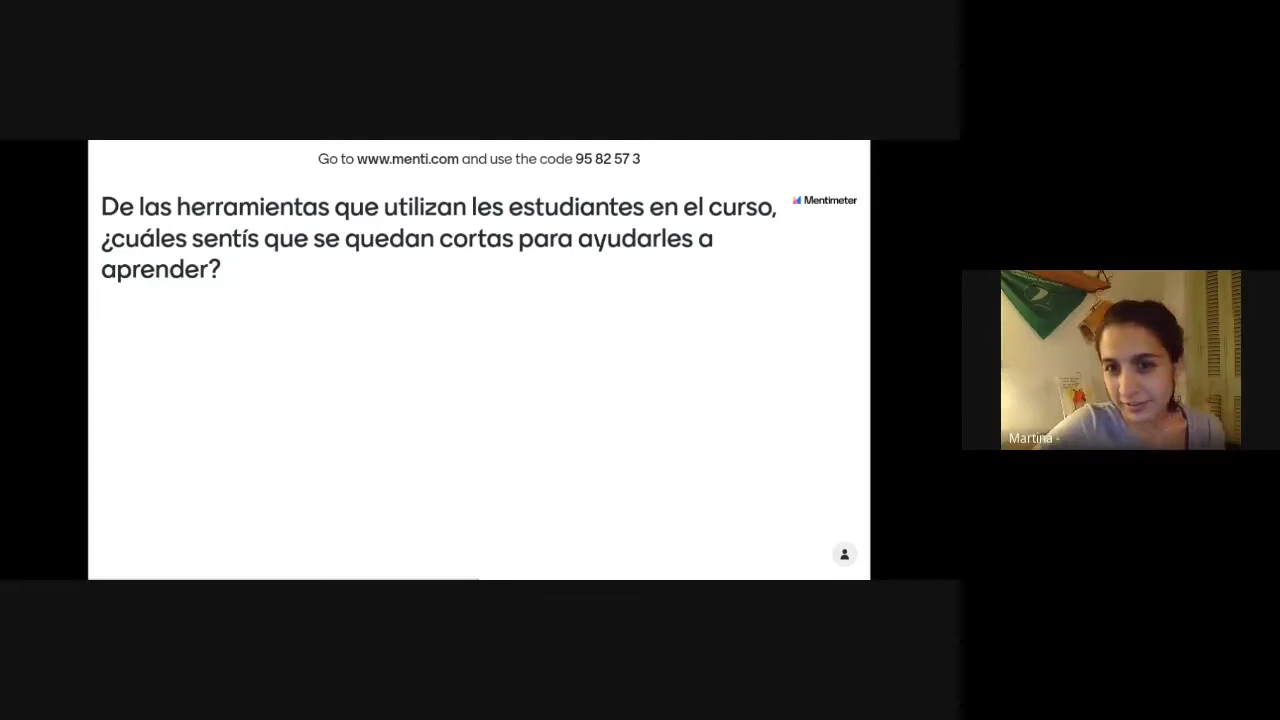 Go to www.menti.com and use the code 95 82 57 3
De las herramientas que utilizan les estudiantes en el curso,
¿cuáles sentís que se quedan cortas para ayudarles a
aprender?
Mentimeter
Martina -